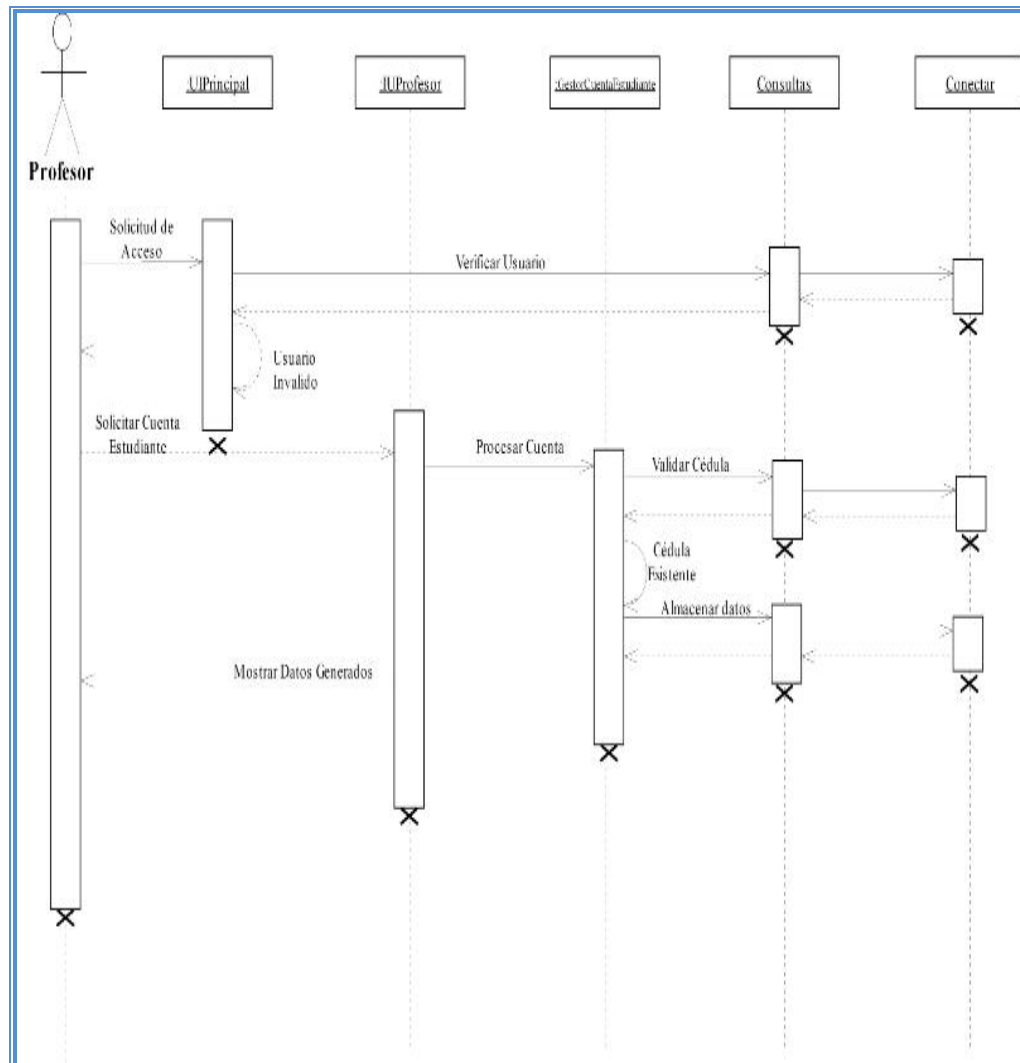 :UIPrincipal
:IUProfesor
:GestorCuentaEstudiante
Consultas
Conectar
Profesor
Solicitud de
Acceso
Verificar Usuario
Usuario
Invalido
Solicitar Cuenta
Estudiante
Procesar Cuenta
Validar Cédula
Cédula
Existente
Almacenar datos
Mostrar Datos Generados